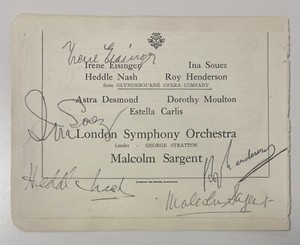 Irene Eisinger
Irene Eisinger Ina Souez
Heddle Nash Roy Henderson
from GLYNDEBOURNE OPERA COMPANY
Astra Desmond Dorothy Moulton
Estella Carlis
Ina Souez
London Symphony Orchestra
Leader - GEORGE STRATTON
Malcolm Sargent
Roy Henderson
Heddle Nash
Malcolm Sargent